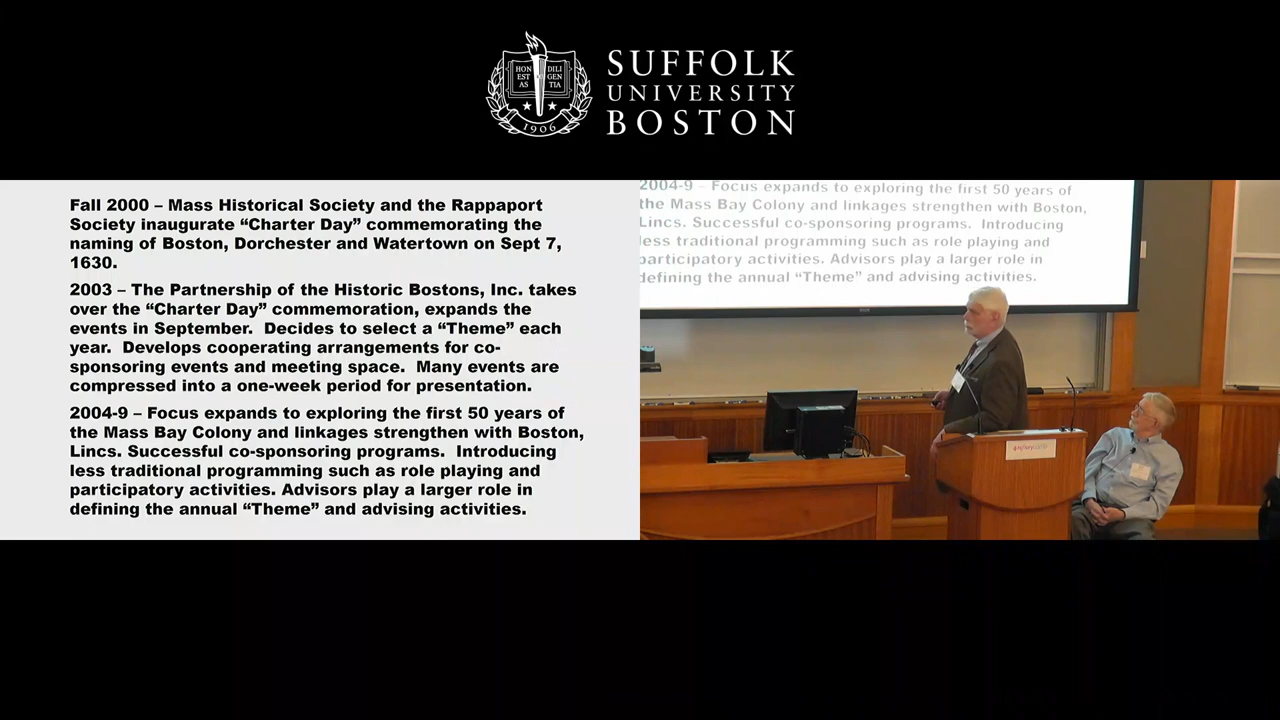 HON DILI
EST GEN
AS TIA
1906
SUFFOLK
UNIVERSITY
BOSTON
Fall 2000 – Mass Historical Society and the Rappaport
Society inaugurate “Charter Day” commemorating the
naming of Boston, Dorchester and Watertown on Sept 7,
1630.
2003 – The Partnership of the Historic Bostons, Inc. takes
over the “Charter Day” commemoration, expands the
events in September.  Decides to select a “Theme” each
year.  Develops cooperating arrangements for co-
sponsoring events and meeting space.  Many events are
compressed into a one-week period for presentation.
2004-9 – Focus expands to exploring the first 50 years of
the Mass Bay Colony and linkages strengthen with Boston,
Lincs. Successful co-sponsoring programs.  Introducing
less traditional programming such as role playing and
participatory activities. Advisors play a larger role in
defining the annual “Theme” and advising activities.
2004-9 – Focus expands to exploring the first 50 years of
the Mass Bay Colony and linkages strengthen with Boston,
Lincs. Successful co-sponsoring programs.  Introducing
less traditional programming such as role playing and
participatory activities. Advisors play a larger role in
defining the annual “Theme” and advising activities.